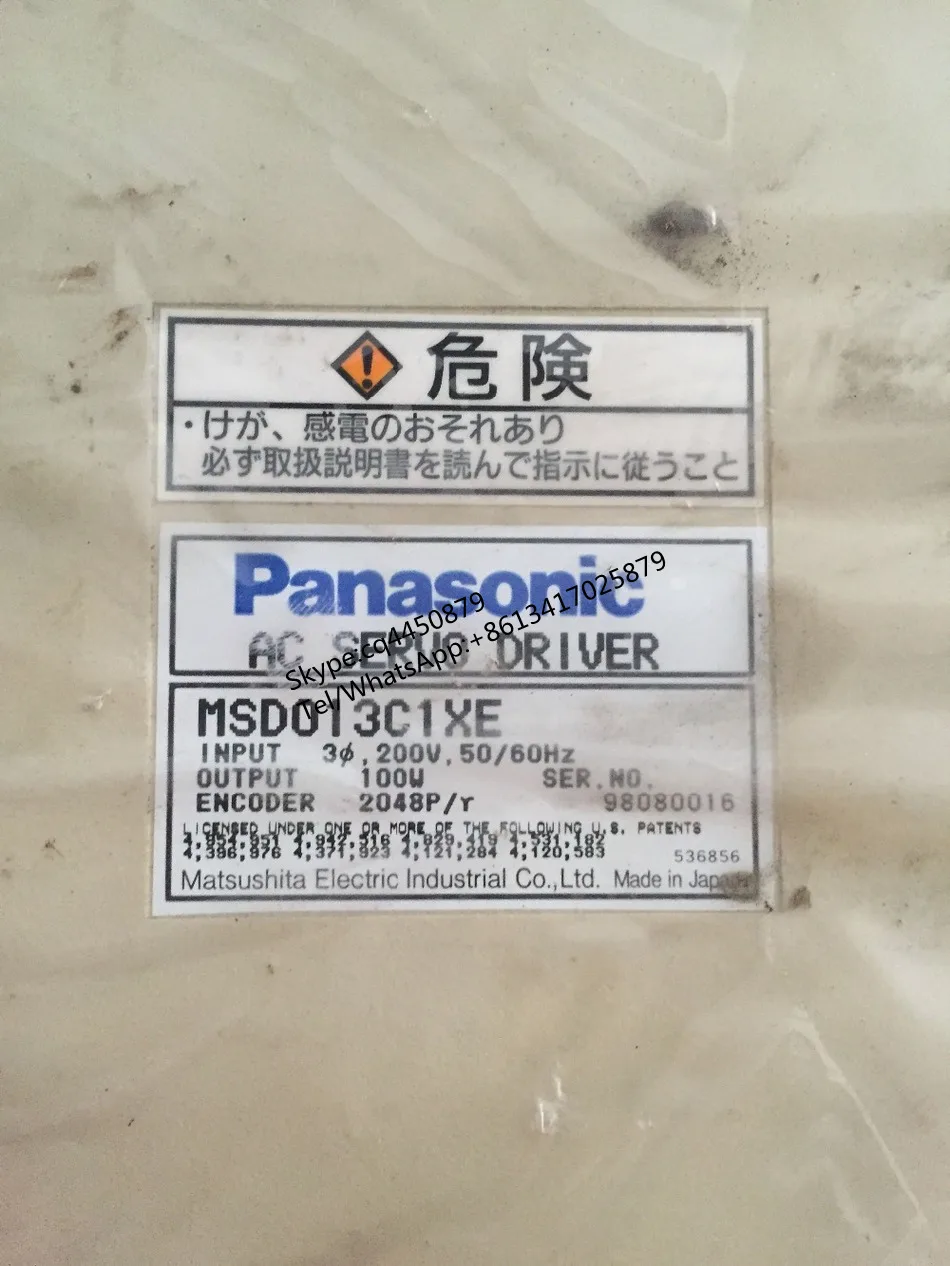 危険
・けが、感電のおそれあり
必ず取扱説明書を読んで指示に従うこと
Panasonic
AC SERVO DRIVER
Skype:cq4450879
Tel/WhatsApp:+8613417025879
MSD013C1XE
INPUT 3φ,200V,50/60Hz
OUTPUT 100W SER.NO.
ENCODER 2048P/r 98080016
LICENSED UNDER ONE OR MORE OF THE FOLLOWING U.S. PATENTS
4,396,976 4,371,923 4,121,284 4,120,583
536856
Matsushita Electric Industrial Co.,Ltd. Made in Japan